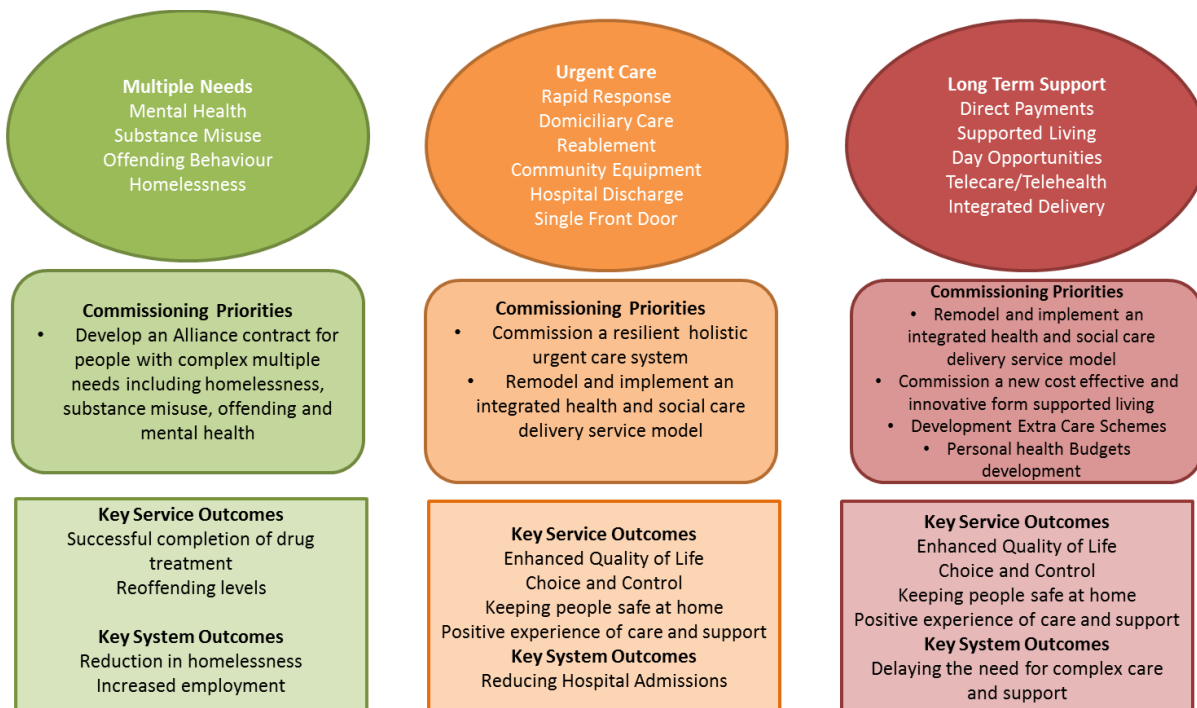 Multiple Needs
Mental Health
Substance Misuse
Offending Behaviour
Homelessness
Commissioning Priorities
• Develop an Alliance contract for
people with complex multiple
needs including homelessness,
substance misuse, offending and
mental health
Key Service Outcomes
Successful completion of drug
treatment
Reoffending levels
Key System Outcomes
Reduction in homelessness
Increased employment
Urgent Care
Rapid Response
Domiciliary Care
Reablement
Community Equipment
Hospital Discharge
Single Front Door
Commissioning Priorities
• Commission a resilient holistic
urgent care system
• Remodel and implement an
integrated health and social care
delivery service model
Key Service Outcomes
Enhanced Quality of Life
Choice and Control
Keeping people safe at home
Positive experience of care and support
Key System Outcomes
Reducing Hospital Admissions
Long Term Support
Direct Payments
Supported Living
Day Opportunities
Telecare/Telehealth
Integrated Delivery
Commissioning Priorities
• Remodel and implement an
integrated health and social care
delivery service model
• Commission a new cost effective and
innovative form supported living
• Development Extra Care Schemes
• Personal health Budgets
development
Key Service Outcomes
Enhanced Quality of Life
Choice and Control
Keeping people safe at home
Positive experience of care and support
Key System Outcomes
Delaying the need for complex care
and support